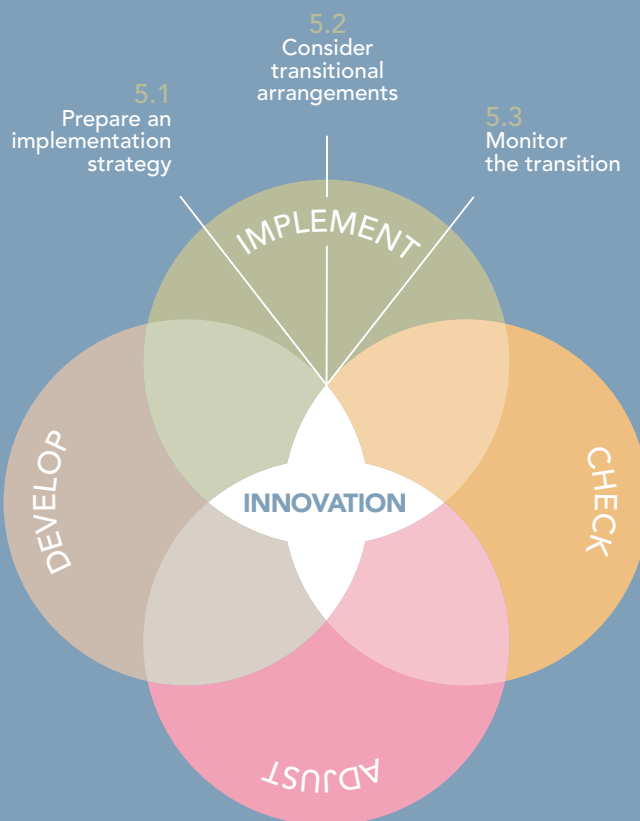 5.1
Prepare an
implementation
strategy
5.2
Consider
transitional
arrangements
5.3
Monitor
the transition
IMPLEMENT
DEVELOP
INNOVATION
CHECK
ADJUST